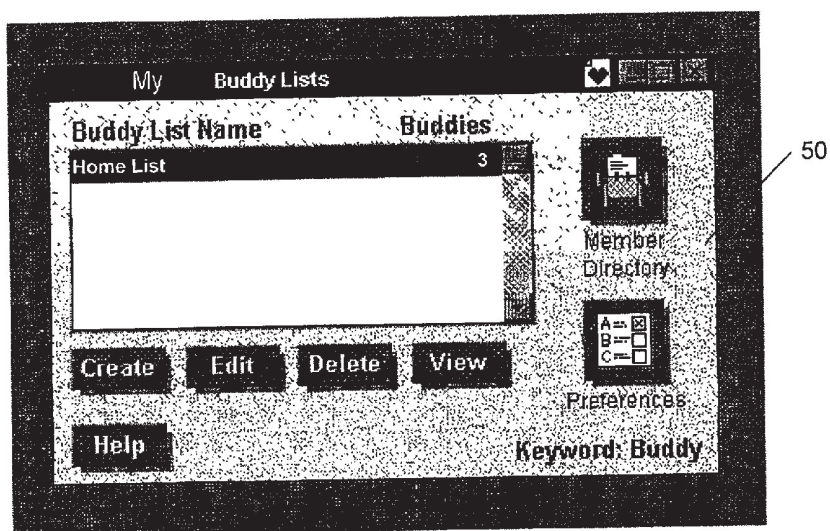 My Buddy Lists
Buddy List Name Buddies
Home List 3
50
Member
Directory
A=
B=
C=
Create Edit Delete View
Preferences
Help
Keyword: Buddy